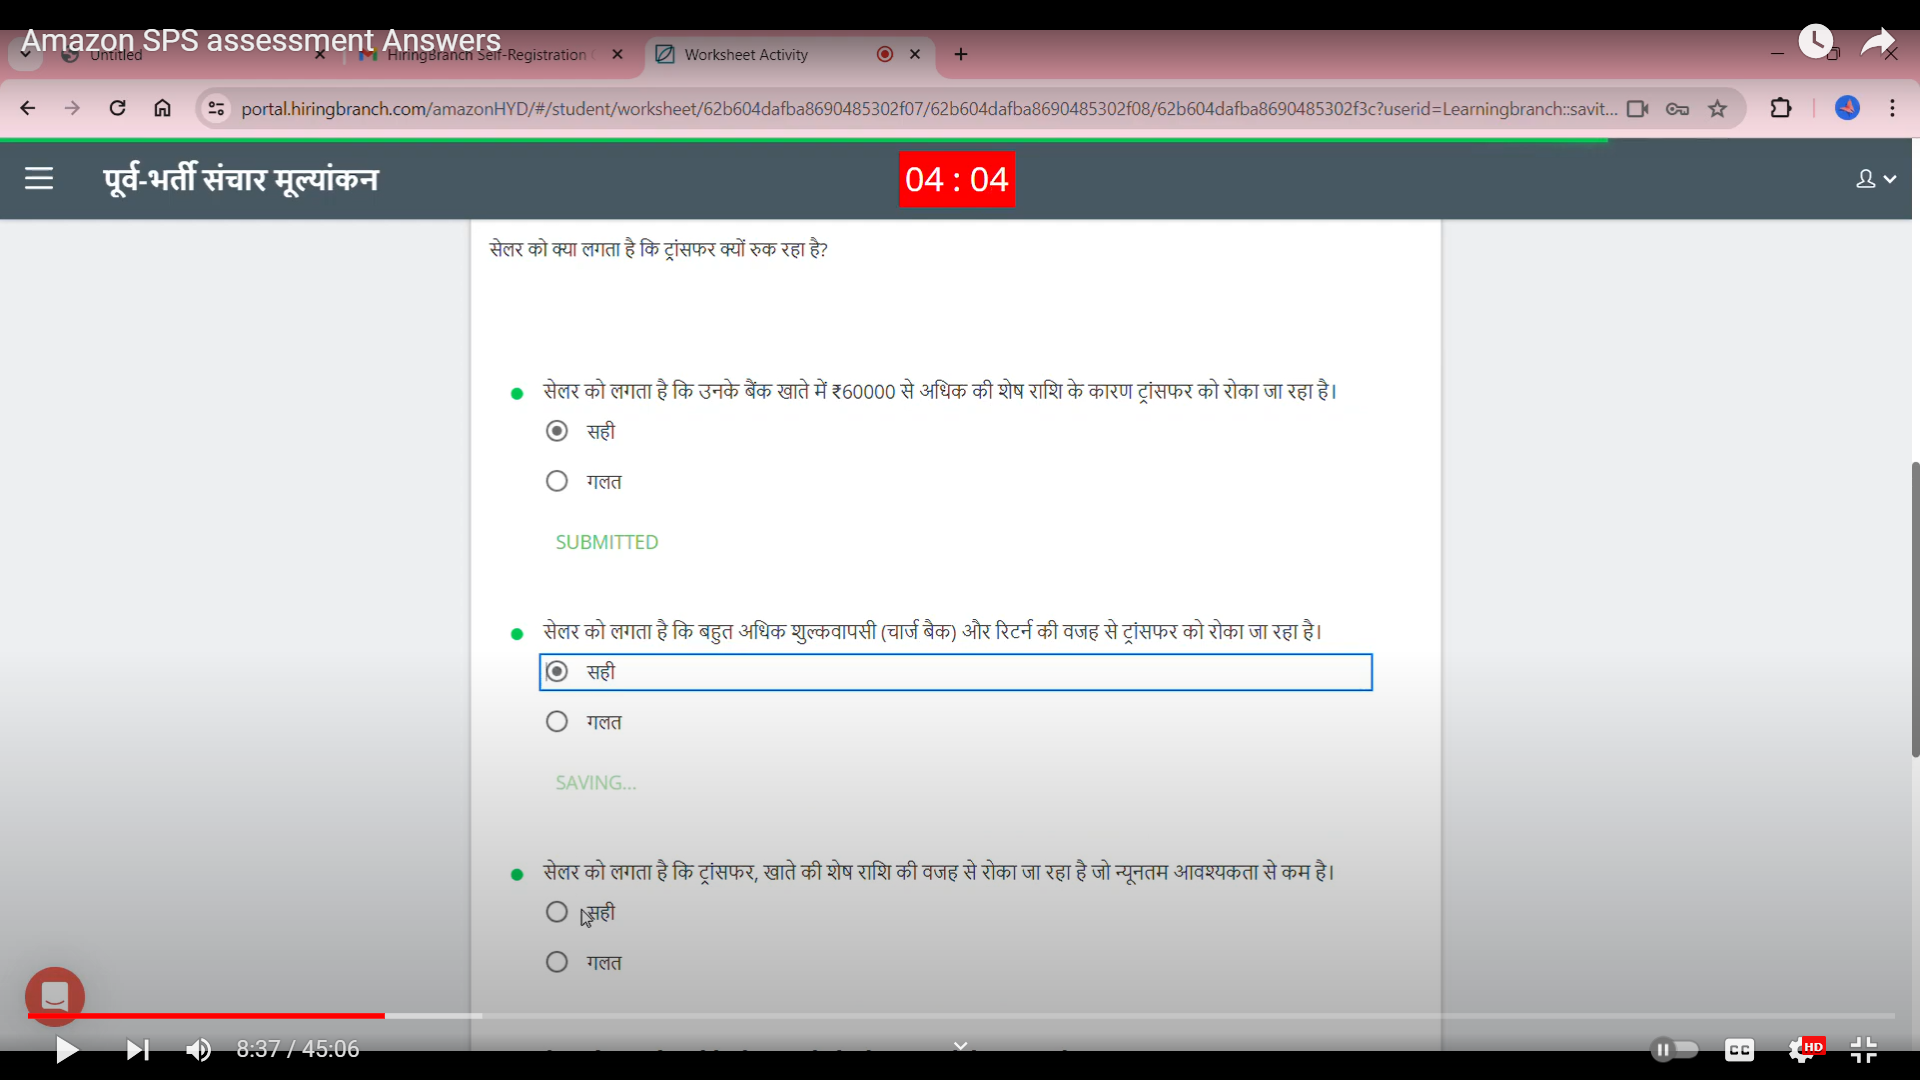 Amazon SPS assessment Answers
Untitled
HiringBranch Self-Registration
Worksheet Activity
portal.hiringbranch.com/amazonHYD/#/student/worksheet/62b604dafba8690485302f07/62b604dafba8690485302f08/62b604dafba8690485302f3c?userid=Learningbranch::savit...
पूर्व-भर्ती संचार मूल्यांकन
04 : 04
सेलर को क्या लगता है कि ट्रांसफर क्यों रुक रहा है?
सेलर को लगता है कि उनके बैंक खाते में ₹60000 से अधिक की शेष राशि के कारण ट्रांसफर को रोका जा रहा है।
सही
गलत
SUBMITTED
सेलर को लगता है कि बहुत अधिक शुल्कवापसी (चार्ज बैक) और रिटर्न की वजह से ट्रांसफर को रोका जा रहा है।
सही
गलत
SAVING...
सेलर को लगता है कि ट्रांसफर, खाते की शेष राशि की वजह से रोका जा रहा है जो न्यूनतम आवश्यकता से कम है।
सही
गलत
8:37 / 45:06
CC
HD